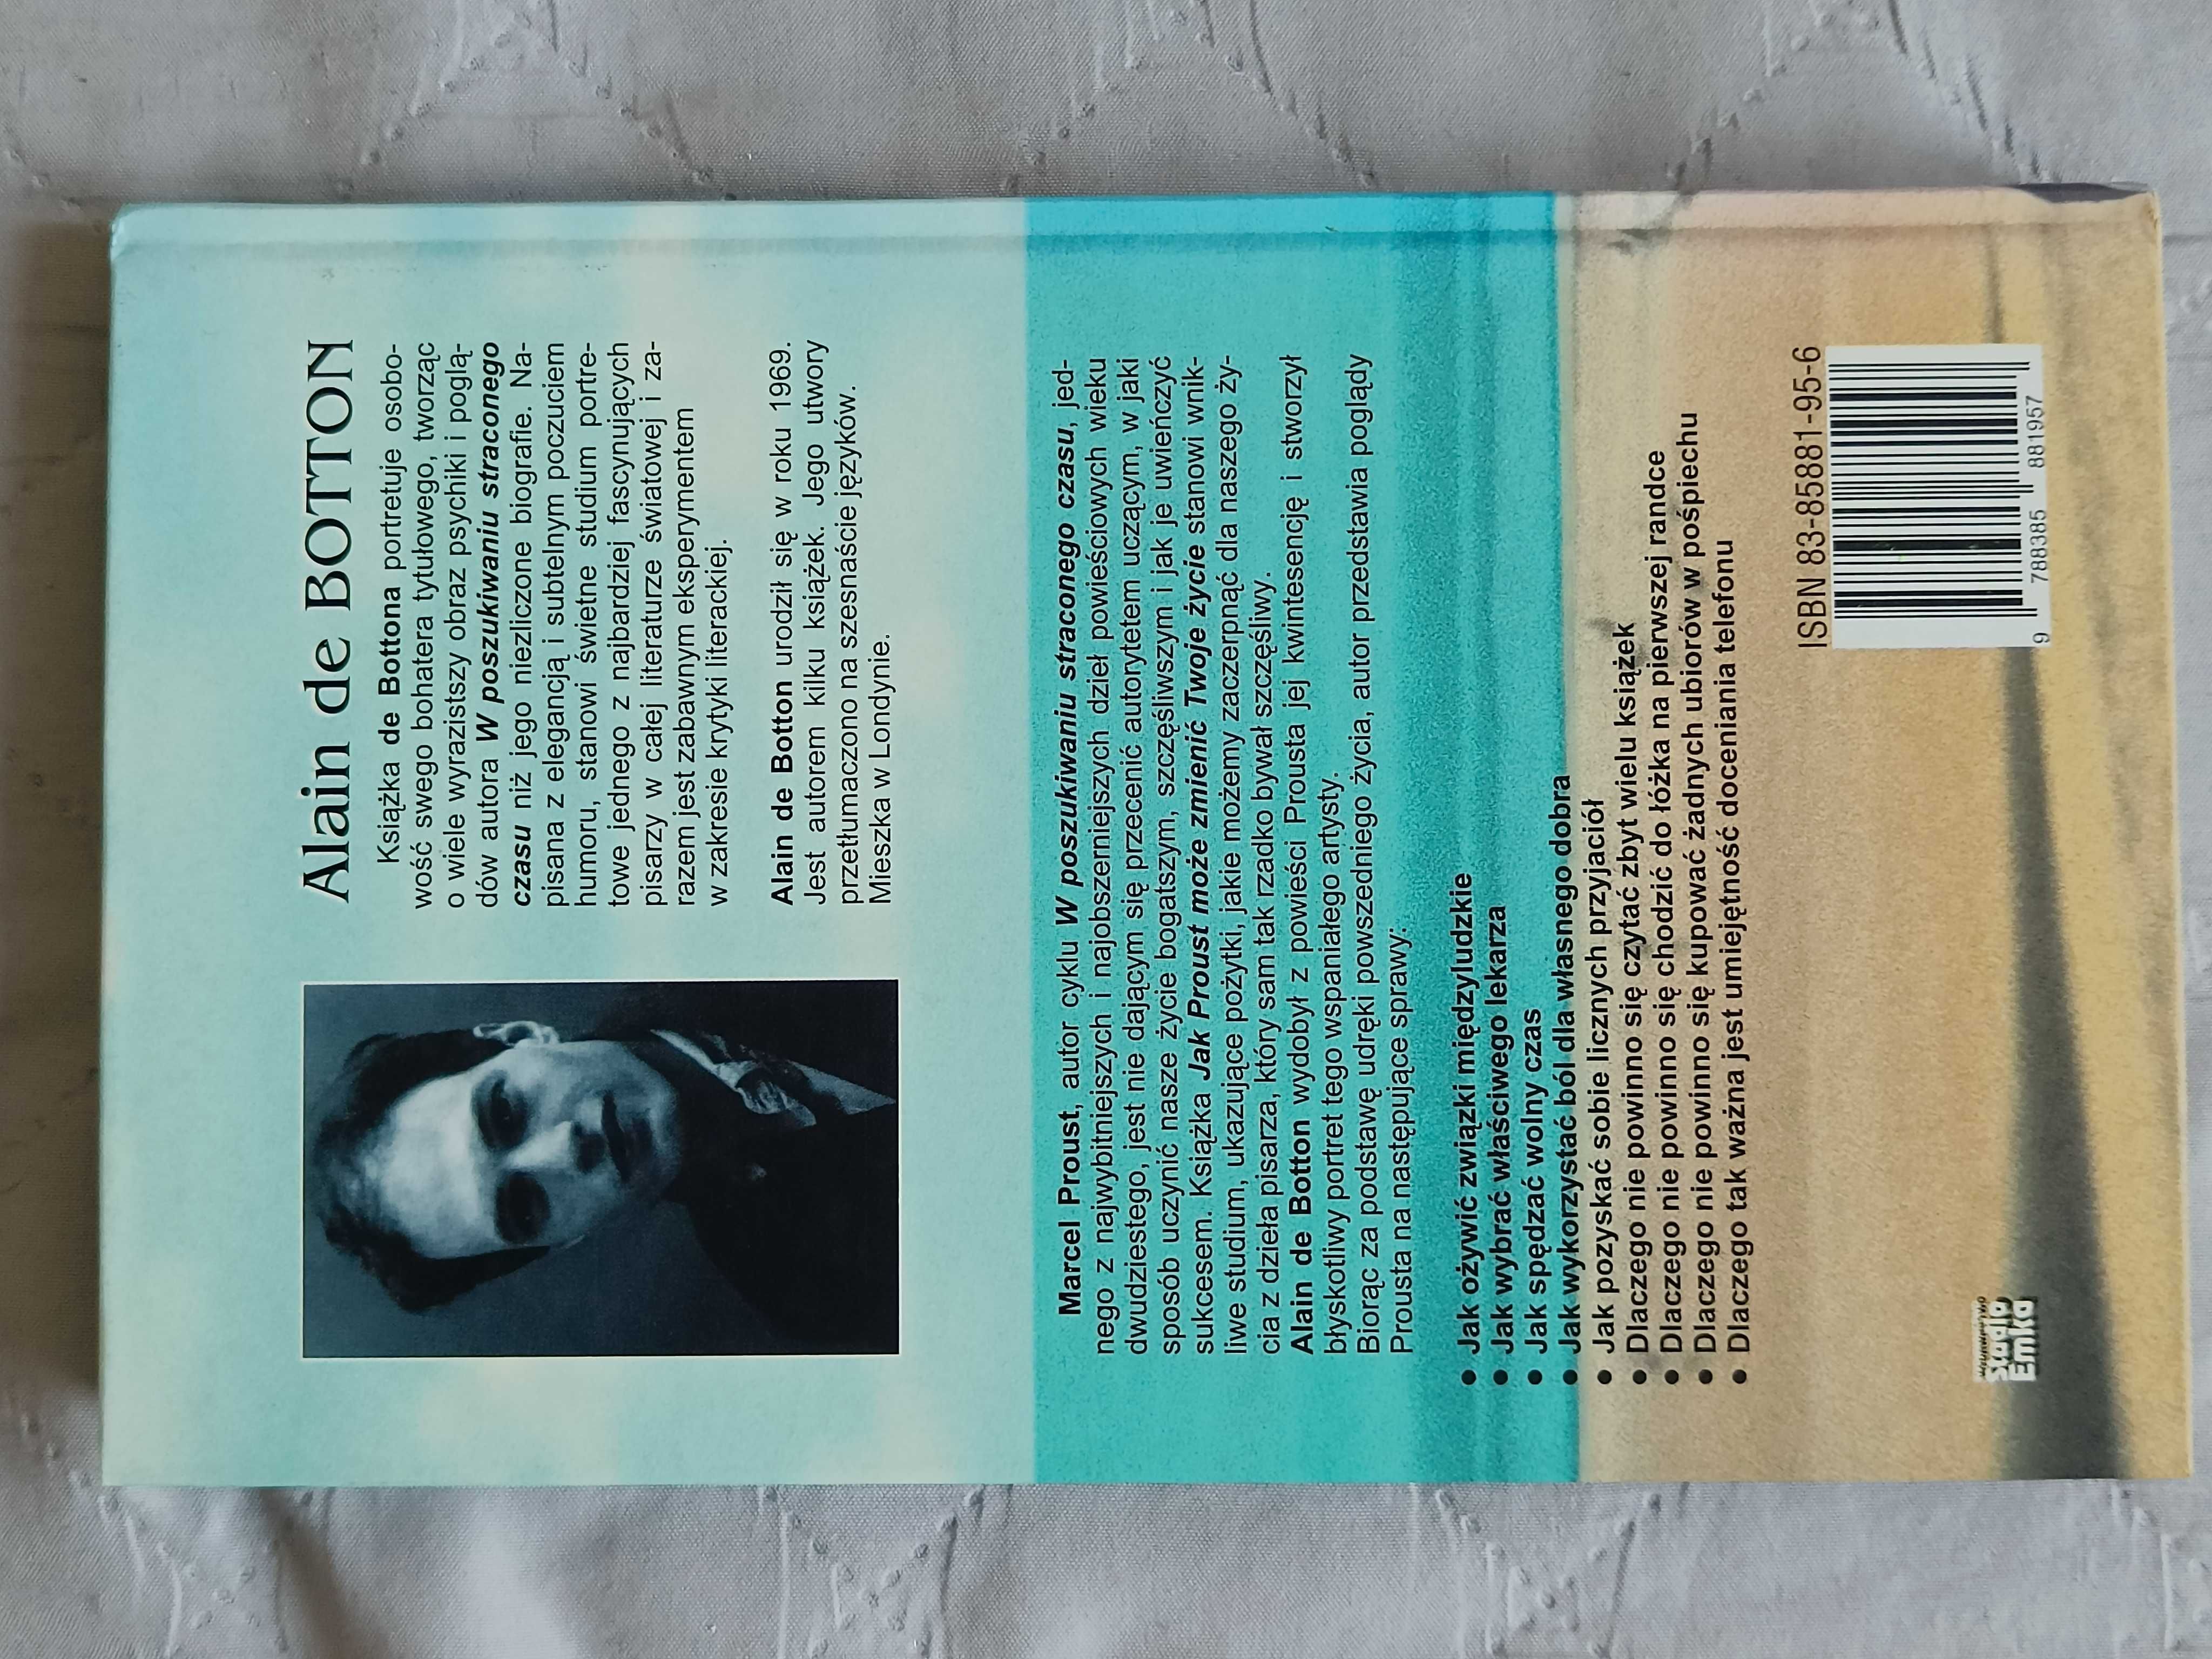 Alain de BOTTON
Książka de Bottona portretuje osobo-
wość swego bohatera tytułowego, tworząc
o wiele wyrazistszy obraz psychiki i poglą-
dów autora W poszukiwaniu straconego
czasu niż jego niezliczone biografie. Na-
pisana z elegancją i subtelnym poczuciem
humoru, stanowi świetne studium portre-
towe jednego z najbardziej fascynujących
pisarzy w całej literaturze światowej i za-
razem jest zabawnym eksperymentem
w zakresie krytyki literackiej.
Alain de Botton urodził się w roku 1969.
Jest autorem kilku książek. Jego utwory
przetłumaczono na szesnaście języków.
Mieszka w Londynie.
Marcel Proust, autor cyklu W poszukiwaniu straconego czasu, jed-
nego z najwybitniejszych i najobszerniejszych dzieł powieściowych wieku
dwudziestego, jest nie dającym się przecenić autorytetem uczącym, w jaki
sposób uczynić nasze życie bogatszym, szczęśliwszym i jak je uwieńczyć
sukcesem. Książka Jak Proust może zmienić Twoje życie stanowi wnik-
liwe studium, ukazujące pożytki, jakie możemy zaczerpnąć dla naszego ży-
cia z dzieła pisarza, który sam tak rzadko bywał szczęśliwy.
Alain de Botton wydobył z powieści Prousta jej kwintesencję i stworzył
błyskotliwy portret tego wspaniałego artysty.
Biorąc za podstawę udręki powszedniego życia, autor przedstawia poglądy
Prousta na następujące sprawy:
• Jak ożywić związki międzyludzkie
• Jak wybrać właściwego lekarza
• Jak spędzać wolny czas
• Jak wykorzystać ból dla własnego dobra
• Jak pozyskać sobie licznych przyjaciół
• Dlaczego nie powinno się czytać zbyt wielu książek
• Dlaczego nie powinno się chodzić do łóżka na pierwszej randce
• Dlaczego nie powinno się kupować żadnych ubiorów w pośpiechu
• Dlaczego tak ważna jest umiejętność doceniania telefonu
ISBN 83-85881-95-6
9 788385 881957
Wydawnictwo
Studio
Emka